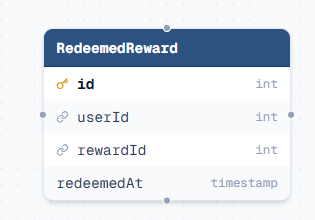 RedeemedReward
id int
userId int
rewardId int
redeemedAt timestamp